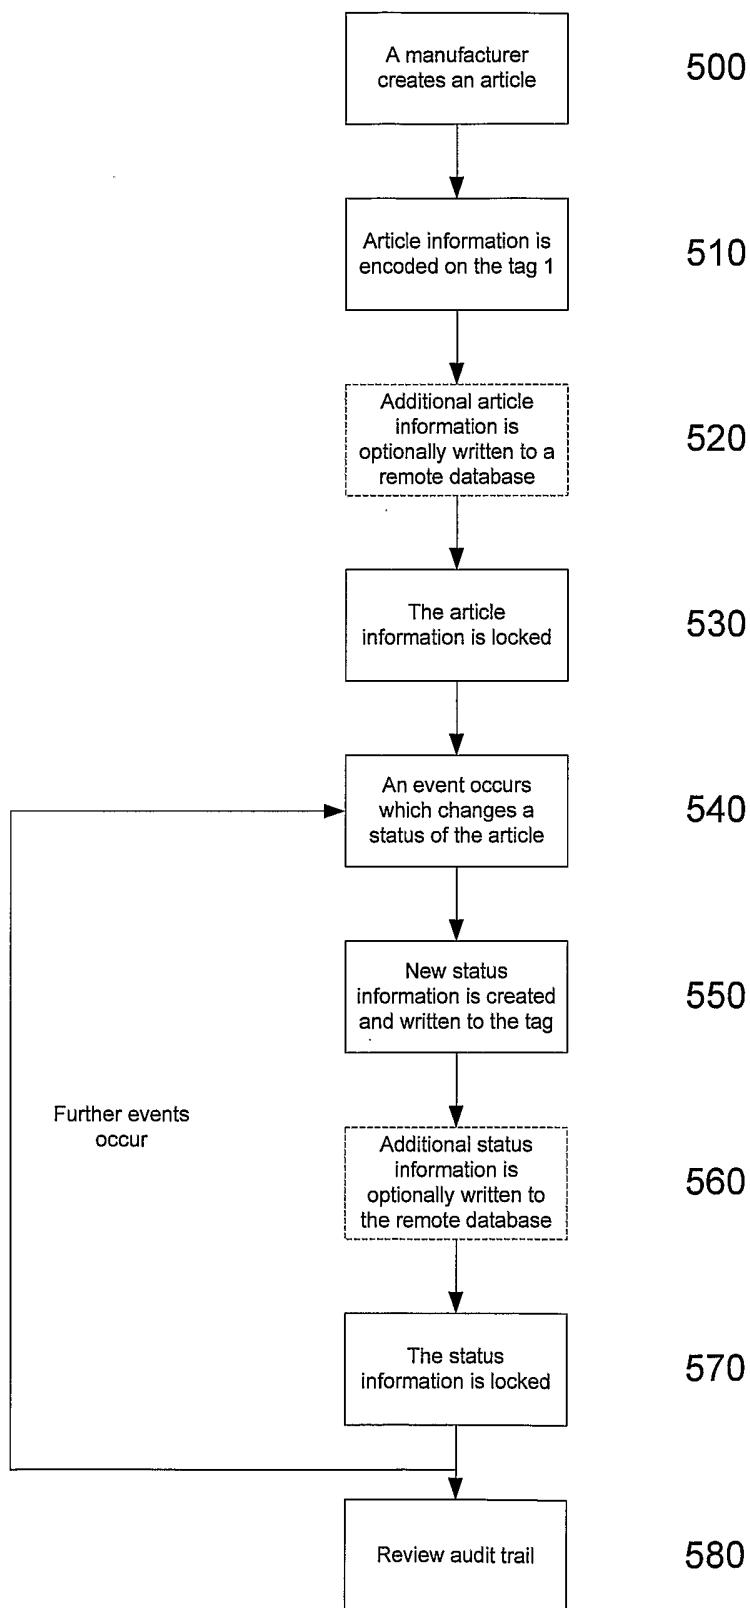 A manufacturer
creates an article
500
Article information is
encoded on the tag 1
510
Additional article
information is
optionally written to a
remote database
520
The article
information is locked
530
An event occurs
which changes a
status of the article
540
New status
information is created
and written to the tag
550
Further events
occur
Additional status
information is
optionally written to
the remote database
560
The status
information is locked
570
Review audit trail
580